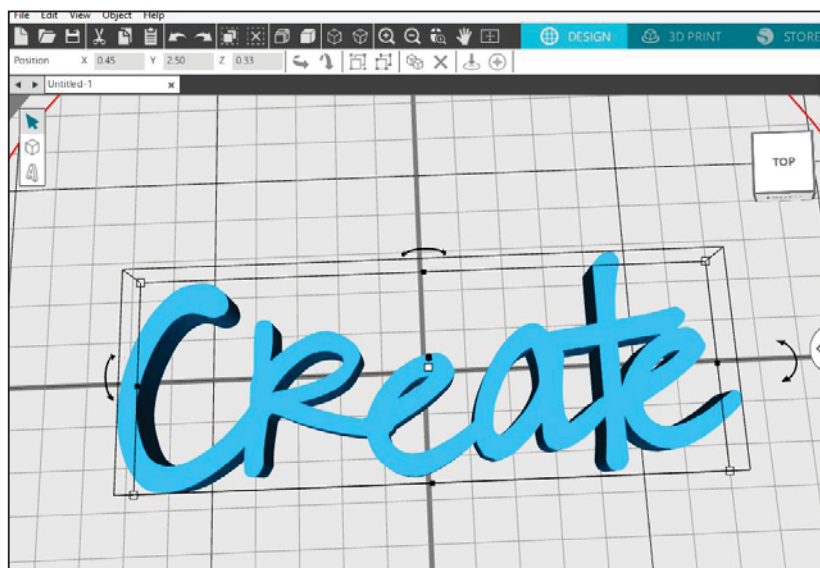 File Edit View Object Help
DESIGN 3D PRINT STORE
Position X 0.45 Y 2.50 Z 0.33
Untitled-1
TOP
Create